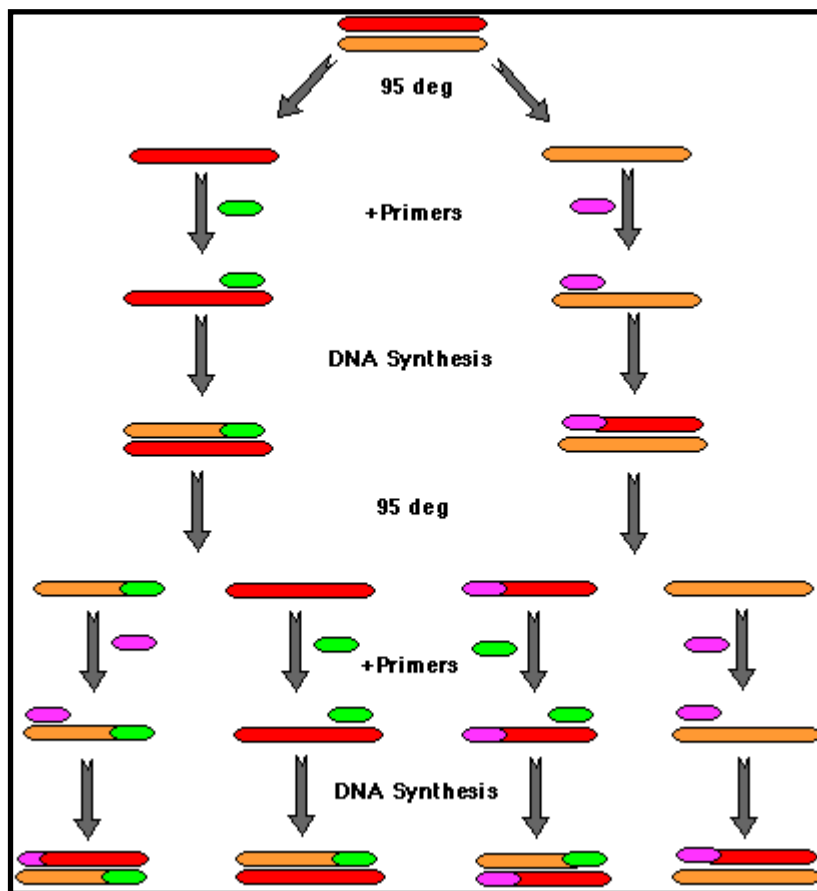 95 deg
+Primers
DNA Synthesis
95 deg
+Primers
DNA Synthesis